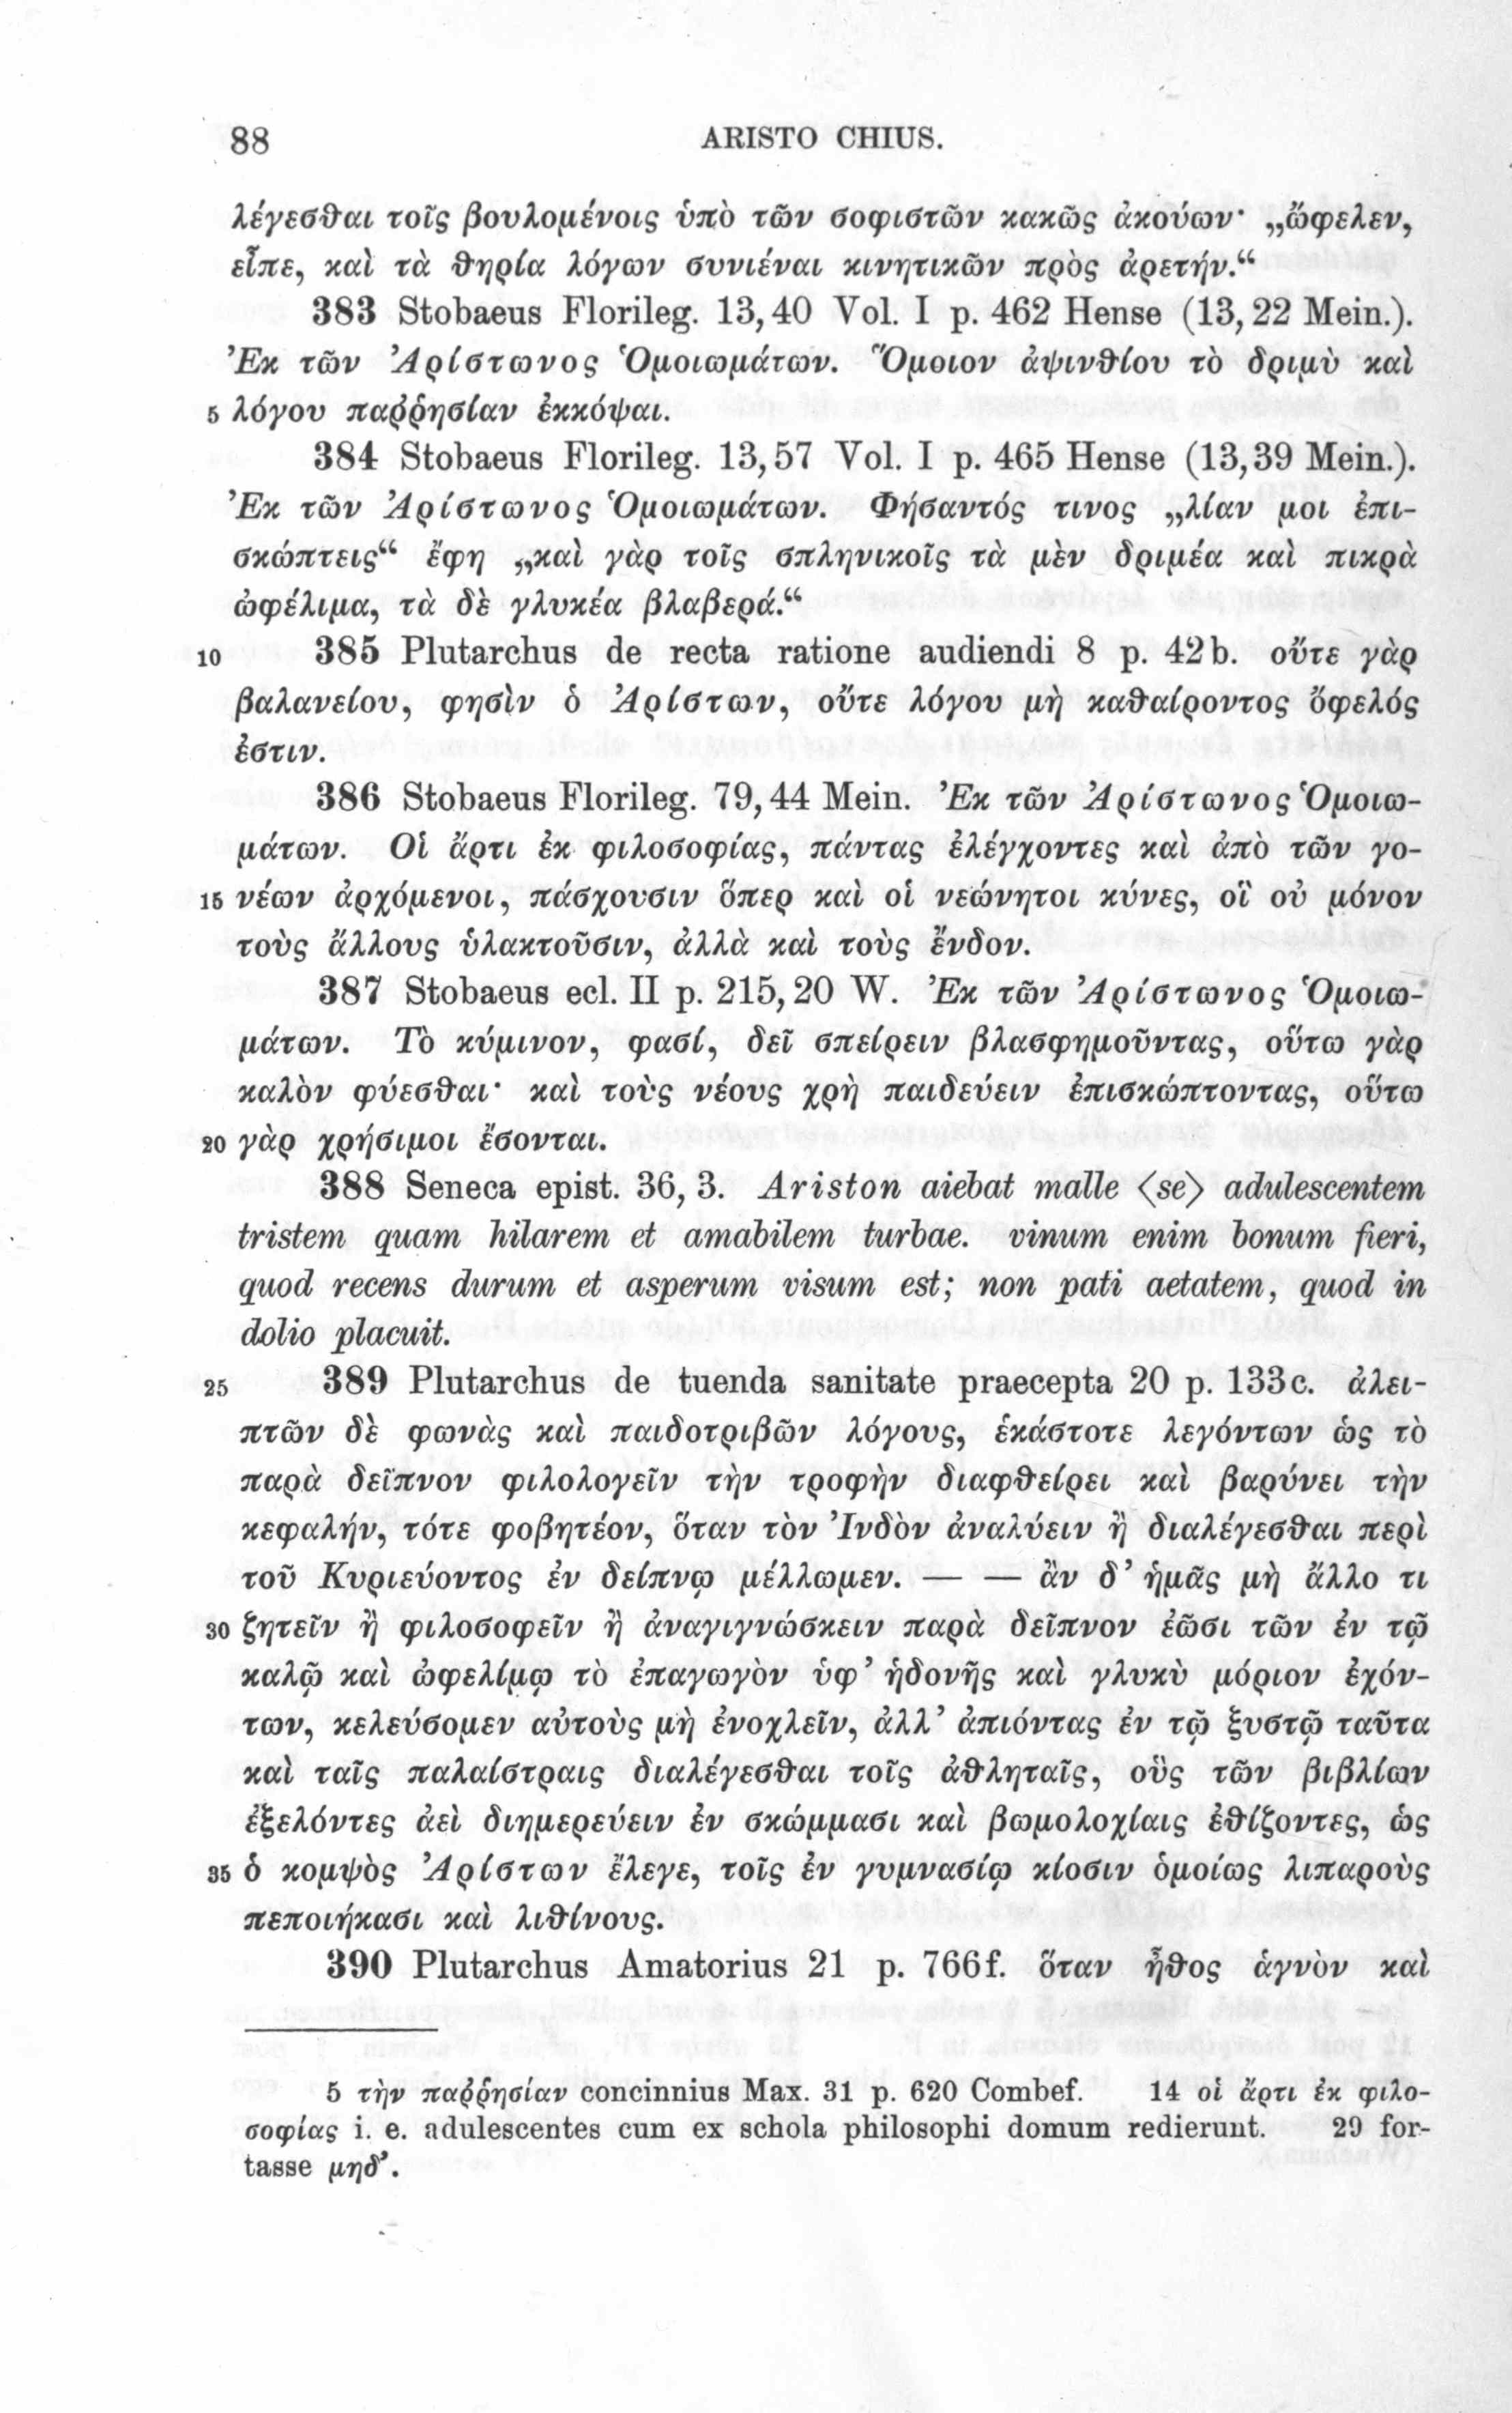 88 ARISTO CHIUS.
λέγεσθαι τοῖς βουλομένοις ὑπὸ τῶν σοφιστῶν κακῶς ἀκούων· „ὤφελεν,
εἶπε, καὶ τὰ θηρία λόγων συνιέναι κινητικῶν πρὸς ἀρετήν.“
383 Stobaeus Florileg. 13,40 Vol. I p. 462 Hense (13,22 Mein.).
Ἐκ τῶν Ἀρίστωνος Ὁμοιωμάτων. Ὅμοιον ἀψινθίου τὸ δριμὺ καὶ
5 λόγου παῤῥησίαν ἐκκόψαι.
384 Stobaeus Florileg. 13,57 Vol. I p. 465 Hense (13,39 Mein.).
Ἐκ τῶν Ἀρίστωνος Ὁμοιωμάτων. Φήσαντός τινος „λίαν μοι ἐπι-
σκώπτεις“ ἔφη „καὶ γὰρ τοῖς σπληνικοῖς τὰ μὲν δριμέα καὶ πικρὰ
ὠφέλιμα, τὰ δὲ γλυκέα βλαβερά.“
10 385 Plutarchus de recta ratione audiendi 8 p. 42b. οὔτε γὰρ
βαλανείου, φησὶν ὁ Ἀρίστων, οὔτε λόγου μὴ καθαίροντος ὄφελός
ἐστιν.
386 Stobaeus Florileg. 79,44 Mein. Ἐκ τῶν Ἀρίστωνος Ὁμοιω-
μάτων. Οἱ ἄρτι ἐκ φιλοσοφίας, πάντας ἐλέγχοντες καὶ ἀπὸ τῶν γο-
15 νέων ἀρχόμενοι, πάσχουσιν ὅπερ καὶ οἱ νεώνητοι κύνες, οἳ οὐ μόνον
τοὺς ἄλλους ὑλακτοῦσιν, ἀλλὰ καὶ τοὺς ἔνδον.
387 Stobaeus ecl. II p. 215,20 W. Ἐκ τῶν Ἀρίστωνος Ὁμοιω-
μάτων. Τὸ κύμινον, φασί, δεῖ σπείρειν βλασφημοῦντας, οὕτω γὰρ
καλὸν φύεσθαι· καὶ τοὺς νέους χρὴ παιδεύειν ἐπισκώπτοντας, οὕτω
20 γὰρ χρήσιμοι ἔσονται.
388 Seneca epist. 36, 3. Ariston aiebat malle <se> adulescentem
tristem quam hilarem et amabilem turbae. vinum enim bonum fieri,
quod recens durum et asperum visum est; non pati aetatem, quod in
dolio placuit.
25 389 Plutarchus de tuenda sanitate praecepta 20 p. 133c. ἀλει-
πτῶν δὲ φωνὰς καὶ παιδοτριβῶν λόγους, ἑκάστοτε λεγόντων ὡς τὸ
παρὰ δεῖπνον φιλολογεῖν τὴν τροφὴν διαφθείρει καὶ βαρύνει τὴν
κεφαλήν, τότε φοβητέον, ὅταν τὸν Ἰνδὸν ἀναλύειν ἢ διαλέγεσθαι περὶ
τοῦ Κυριεύοντος ἐν δείπνῳ μέλλωμεν. — — ἂν δ’ ἡμᾶς μὴ ἄλλο τι
30 ζητεῖν ἢ φιλοσοφεῖν ἢ ἀναγιγνώσκειν παρὰ δεῖπνον ἐῶσι τῶν ἐν τῷ
καλῷ καὶ ὠφελίμῳ τὸ ἐπαγωγὸν ὑφ’ ἡδονῆς καὶ γλυκὺ μόριον ἐχόν-
των, κελεύσομεν αὐτοὺς μὴ ἐνοχλεῖν, ἀλλ’ ἀπιόντας ἐν τῷ ξυστῷ ταῦτα
καὶ ταῖς παλαίστραις διαλέγεσθαι τοῖς ἀθληταῖς, οὓς τῶν βιβλίων
ἐξελόντες ἀεὶ διημερεύειν ἐν σκώμμασι καὶ βωμολοχίαις ἐθίζοντες, ὡς
35 ὁ κομψὸς Ἀρίστων ἔλεγε, τοῖς ἐν γυμνασίῳ κίοσιν ὁμοίως λιπαροὺς
πεποιήκασι καὶ λιθίνους.
390 Plutarchus Amatorius 21 p. 766f. ὅταν ἦθος ἁγνὸν καὶ
5 τὴν παῤῥησίαν concinnius Max. 31 p. 620 Combef. 14 οἱ ἄρτι ἐκ φιλο-
σοφίας i. e. adulescentes cum ex schola philosophi domum redierunt. 29 for-
tasse μηδ’.